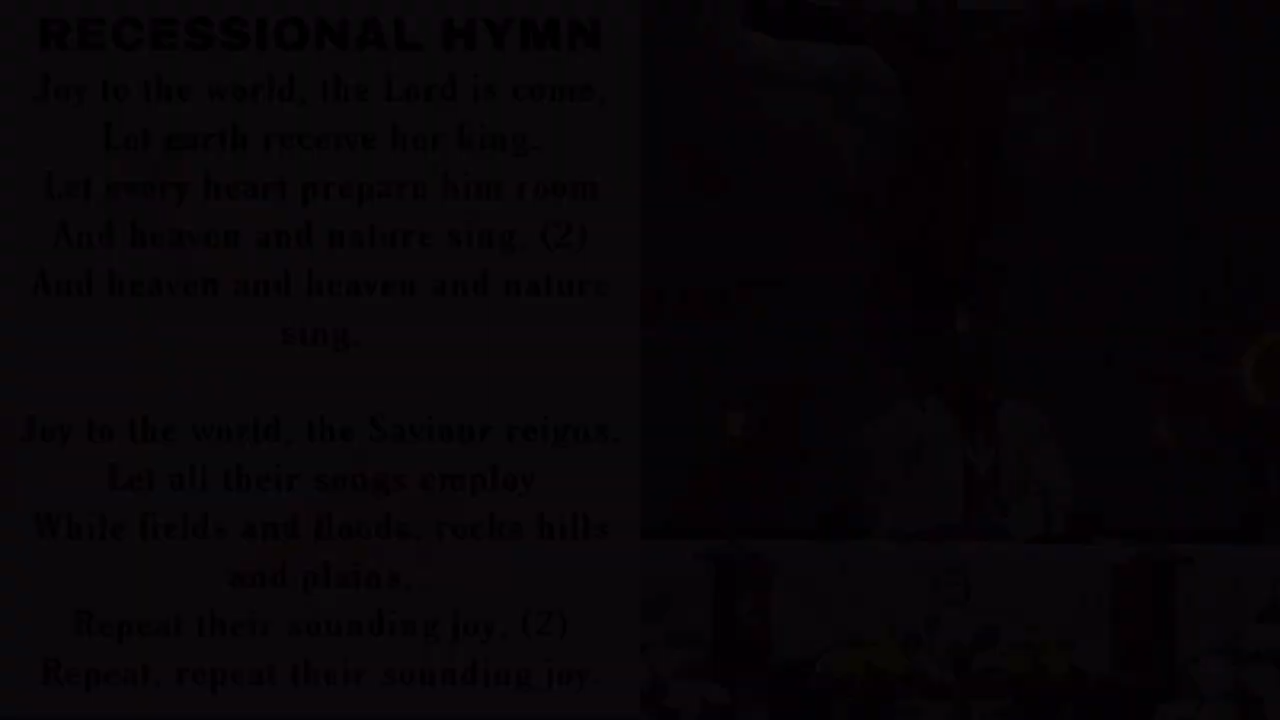 RECESSIONAL HYMN
Joy to the world, the Lord is come,
Let earth receive her king.
Let every heart prepare him room
And heaven and nature sing, (2)
And heaven and heaven and nature
sing.
Joy to the world, the Saviour reigns,
Let all their songs employ
While fields and floods, rocks hills
and plains,
Repeat their sounding joy, (2)
Repeat, repeat their sounding joy.